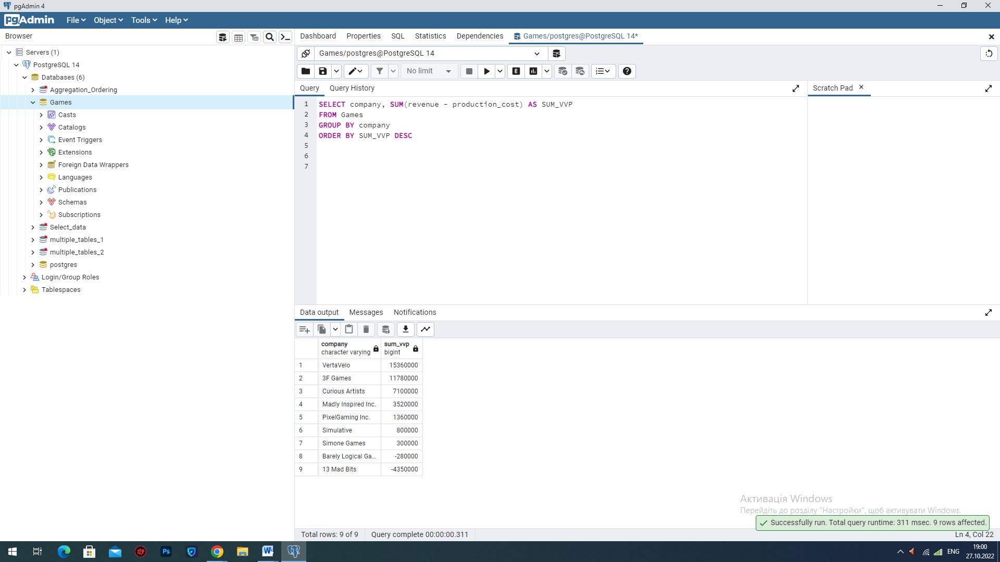 pgAdmin 4
pgAdmin File Object Tools Help
Browser
Dashboard Properties SQL Statistics Dependencies Games/postgres@PostgreSQL 14*
Servers (1)
PostgreSQL 14
Databases (6)
Aggregation_Ordering
Games
Casts
Catalogs
Event Triggers
Extensions
Foreign Data Wrappers
Languages
Publications
Schemas
Subscriptions
Select_data
multiple_tables_1
multiple_tables_2
postgres
Login/Group Roles
Tablespaces
Games/postgres@PostgreSQL 14
No limit
E
Query Query History
Scratch Pad
1 SELECT company, SUM(revenue - production_cost) AS SUM_VVP
2 FROM Games
3 GROUP BY company
4 ORDER BY SUM_VVP DESC
5
6
7
Data output Messages Notifications
company sum_vvp
character varying bigint
1 VertaVelo 15360000
2 3F Games 11780000
3 Curious Artists 7100000
4 Madly Inspired Inc. 3520000
5 PixelGaming Inc. 1360000
6 Simulative 800000
7 Simone Games 300000
8 Barely Logical Ga... -280000
9 13 Mad Bits -4350000
Активація Windows
Перейдіть до розділу "Настройки", щоб активувати Windows.
Successfully run. Total query runtime: 311 msec. 9 rows affected.
Total rows: 9 of 9 Query complete 00:00:00.311 Ln 4, Col 22
Ps W ENG 19:00
27.10.2022